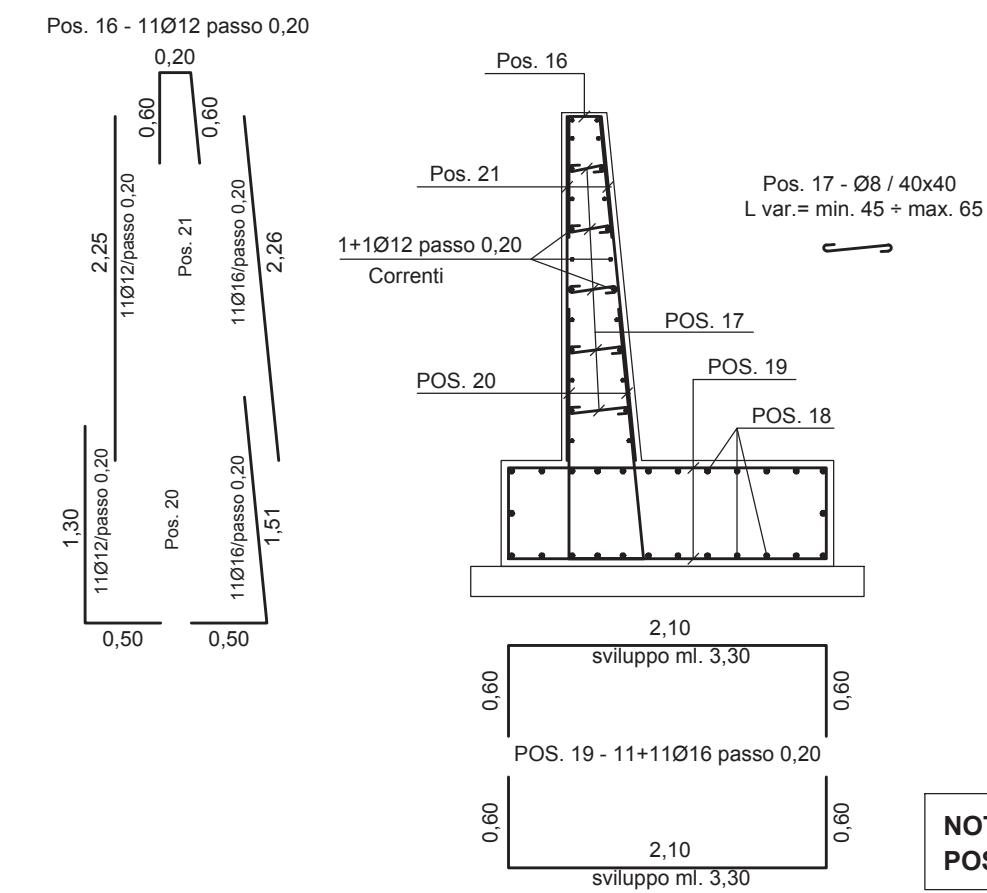 Pos. 16 - 11Ø12 passo 0,20
0,20
0,60
0,60
2,25
11Ø12/passo 0,20
Pos. 21
11Ø16/passo 0,20
2,26
1,30
11Ø12/passo 0,20
Pos. 20
11Ø16/passo 0,20
1,51
0,50
0,50
Pos. 16
Pos. 21
1+1Ø12 passo 0,20
Correnti
POS. 17
POS. 20
POS. 19
POS. 18
Pos. 17 - Ø8 / 40x40
L var.= min. 45 ÷ max. 65
2,10
sviluppo ml. 3,30
0,60
0,60
POS. 19 - 11+11Ø16 passo 0,20
0,60
0,60
2,10
sviluppo ml. 3,30